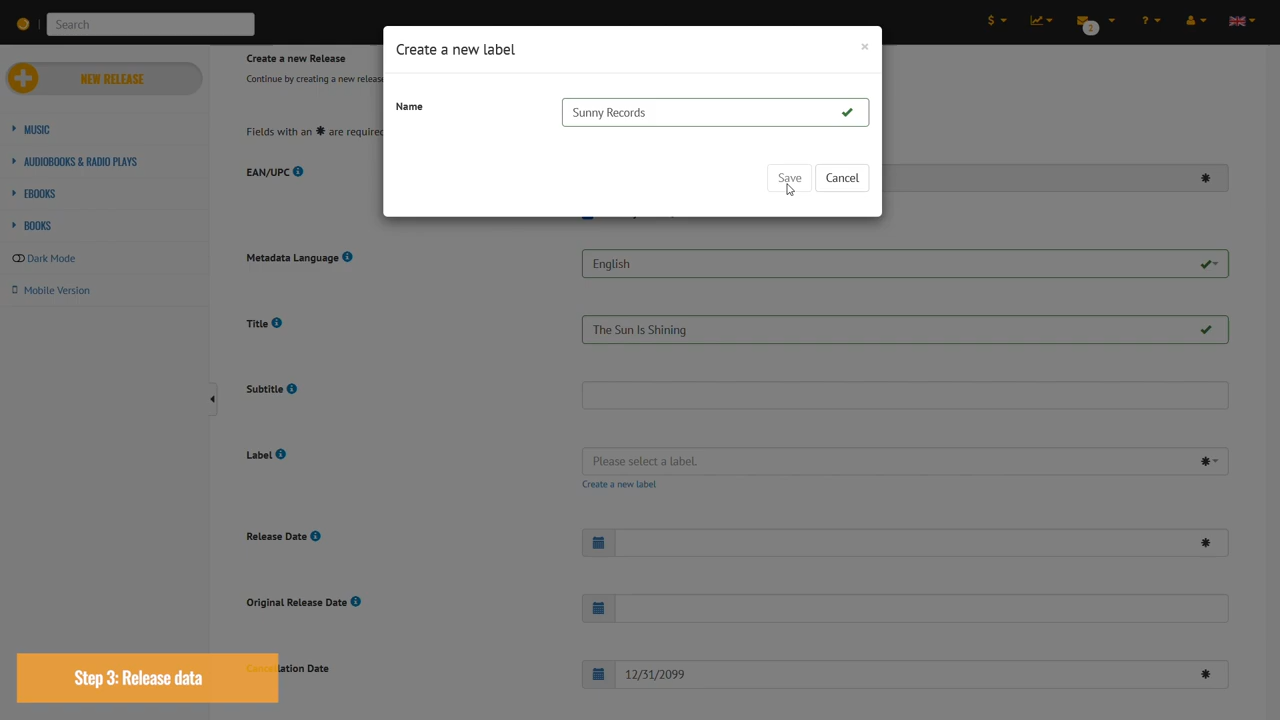 Search
$
2
?
Create a new label
×
Name
Sunny Records
Save
Cancel
NEW RELEASE
MUSIC
AUDIOBOOKS & RADIO PLAYS
EBOOKS
BOOKS
Dark Mode
Mobile Version
Create a new Release
Continue by creating a new release
Fields with an * are required
EAN/UPC
Metadata Language
English
Title
The Sun Is Shining
Subtitle
Label
Please select a label.
Create a new label
Release Date
Original Release Date
Cancellation Date
12/31/2099
Step 3: Release data